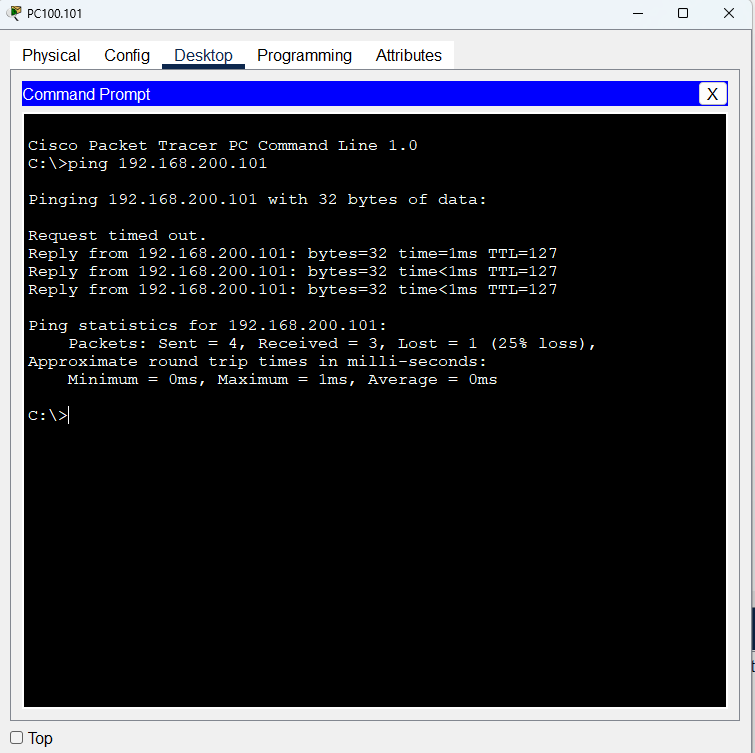 PC100.101
Physical Config Desktop Programming Attributes
Command Prompt
X
Cisco Packet Tracer PC Command Line 1.0
C:\>ping 192.168.200.101
Pinging 192.168.200.101 with 32 bytes of data:
Request timed out.
Reply from 192.168.200.101: bytes=32 time=1ms TTL=127
Reply from 192.168.200.101: bytes=32 time<1ms TTL=127
Reply from 192.168.200.101: bytes=32 time<1ms TTL=127
Ping statistics for 192.168.200.101:
    Packets: Sent = 4, Received = 3, Lost = 1 (25% loss),
Approximate round trip times in milli-seconds:
    Minimum = 0ms, Maximum = 1ms, Average = 0ms
C:\>
Top